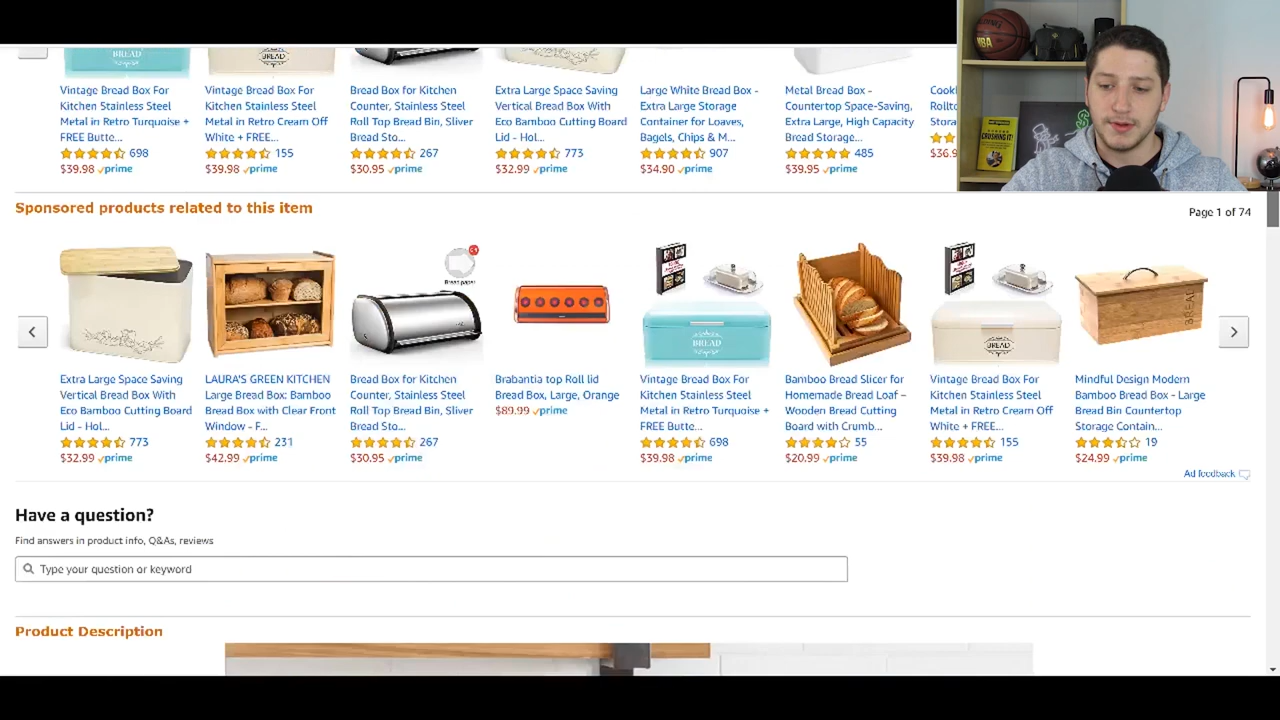 BREAD
BREAD
NBA
Vintage Bread Box For
Kitchen Stainless Steel
Metal in Retro Turquoise +
FREE Butte...
698
$39.98 prime
Vintage Bread Box For
Kitchen Stainless Steel
Metal in Retro Cream Off
White + FREE...
155
$39.98 prime
Bread Box for Kitchen
Counter, Stainless Steel
Roll Top Bread Bin, Sliver
Bread Sto...
267
$30.95 prime
Extra Large Space Saving
Vertical Bread Box With
Eco Bamboo Cutting Board
Lid - Hol...
773
$32.99 prime
Large White Bread Box -
Extra Large Storage
Container for Loaves,
Bagels, Chips & M...
907
$34.90 prime
Metal Bread Box -
Countertop Space-Saving,
Extra Large, High Capacity
Bread Storage...
485
$39.95 prime
$36.9
CRUSHING IT!
$
Sponsored products related to this item
Page 1 of 74
Bread paper
BREAD
BREAD
BREAD
Extra Large Space Saving
Vertical Bread Box With
Eco Bamboo Cutting Board
Lid - Hol...
773
$32.99 prime
LAURA'S GREEN KITCHEN
Large Bread Box: Bamboo
Bread Box with Clear Front
Window - F...
231
$42.99 prime
Bread Box for Kitchen
Counter, Stainless Steel
Roll Top Bread Bin, Sliver
Bread Sto...
267
$30.95 prime
Brabantia top Roll lid
Bread Box, Large, Orange
$89.99 prime
Vintage Bread Box For
Kitchen Stainless Steel
Metal in Retro Turquoise +
FREE Butte...
698
$39.98 prime
Bamboo Bread Slicer for
Homemade Bread Loaf –
Wooden Bread Cutting
Board with Crumb...
55
$20.99 prime
Vintage Bread Box For
Kitchen Stainless Steel
Metal in Retro Cream Off
White + FREE...
155
$39.98 prime
Mindful Design Modern
Bamboo Bread Box - Large
Bread Bin Countertop
Storage Contain...
19
$24.99 prime
Ad feedback
Have a question?
Find answers in product info, Q&As, reviews
Type your question or keyword
Product Description